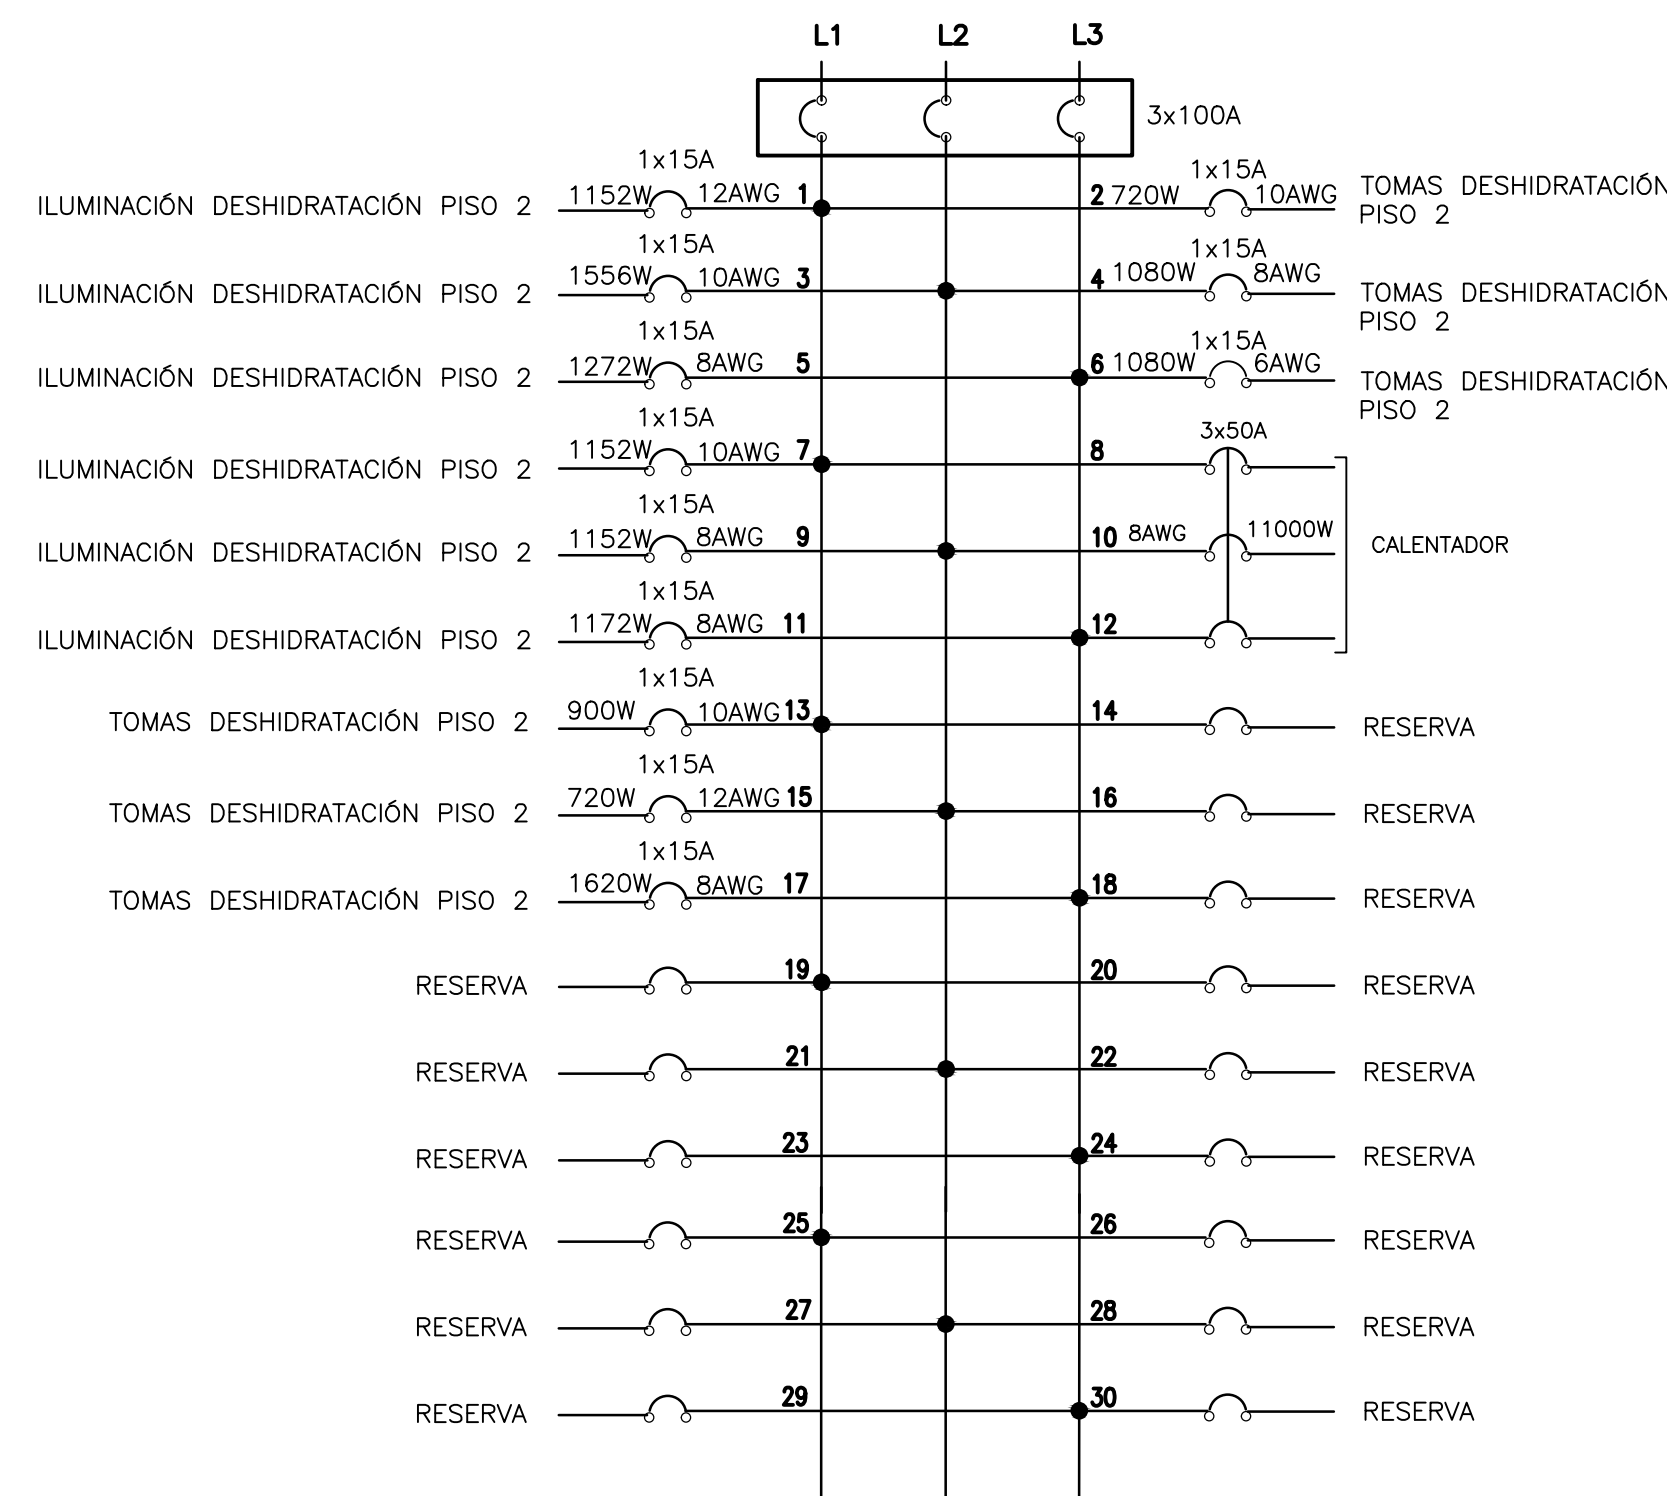 L1 L2 L3
3x100A
1x15A 1x15A
ILUMINACIÓN DESHIDRATACIÓN PISO 2 1152W 12AWG 1 2 720W 10AWG TOMAS DESHIDRATACIÓN
PISO 2
1x15A 1x15A
ILUMINACIÓN DESHIDRATACIÓN PISO 2 1556W 10AWG 3 4 1080W 8AWG TOMAS DESHIDRATACIÓN
PISO 2
1x15A 1x15A
ILUMINACIÓN DESHIDRATACIÓN PISO 2 1272W 8AWG 5 6 1080W 6AWG TOMAS DESHIDRATACIÓN
PISO 2
1x15A 3x50A
ILUMINACIÓN DESHIDRATACIÓN PISO 2 1152W 10AWG 7 8
1x15A
ILUMINACIÓN DESHIDRATACIÓN PISO 2 1152W 8AWG 9 10 8AWG 11000W CALENTADOR
1x15A
ILUMINACIÓN DESHIDRATACIÓN PISO 2 1172W 8AWG 11 12
1x15A
TOMAS DESHIDRATACIÓN PISO 2 900W 10AWG 13 14 RESERVA
1x15A
TOMAS DESHIDRATACIÓN PISO 2 720W 12AWG 15 16 RESERVA
1x15A
TOMAS DESHIDRATACIÓN PISO 2 1620W 8AWG 17 18 RESERVA
RESERVA 19 20 RESERVA
RESERVA 21 22 RESERVA
RESERVA 23 24 RESERVA
RESERVA 25 26 RESERVA
RESERVA 27 28 RESERVA
RESERVA 29 30 RESERVA